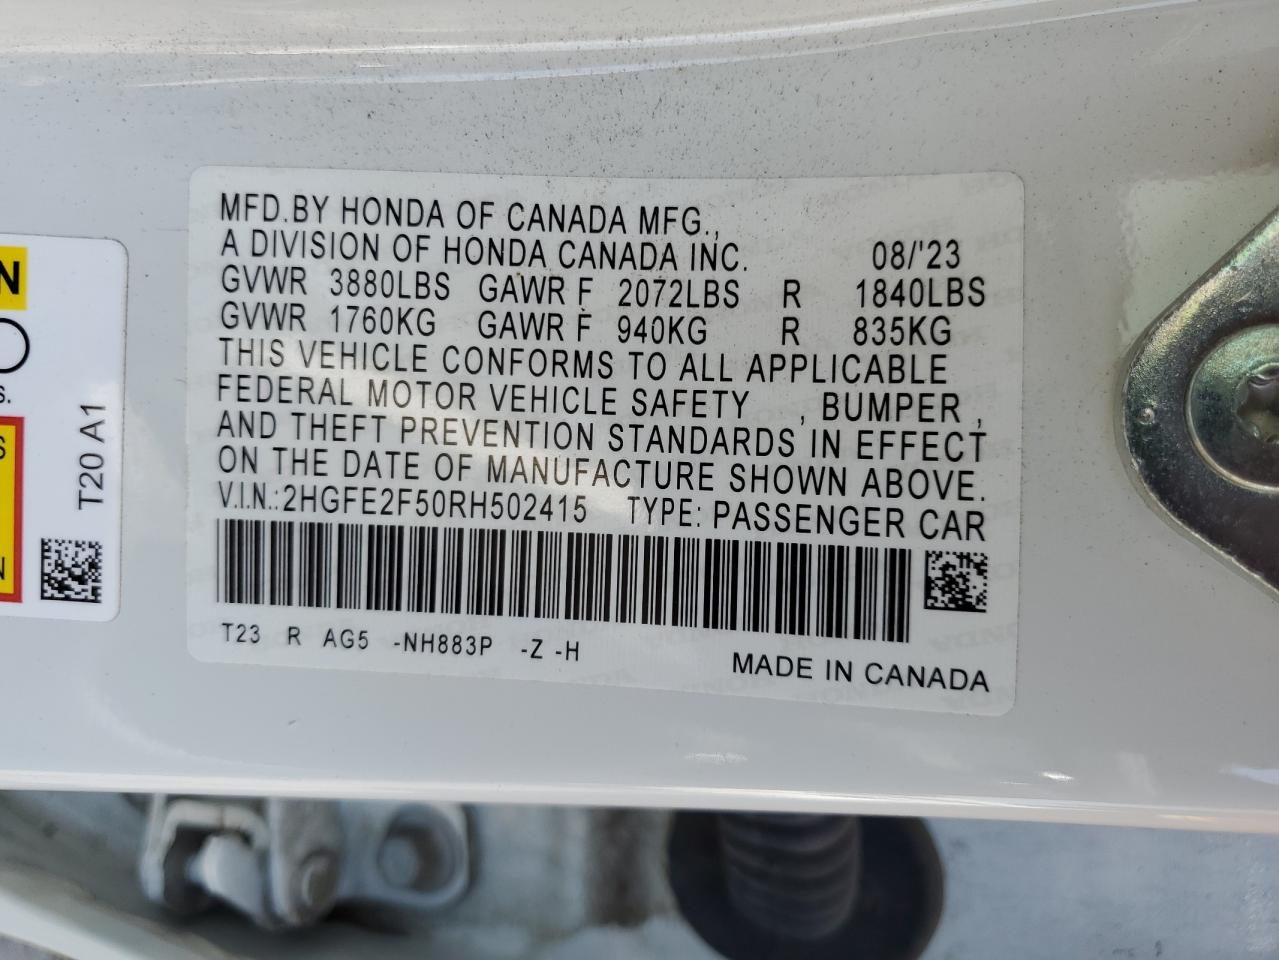 MFD.BY HONDA OF CANADA MFG.,
A DIVISION OF HONDA CANADA INC. 08/'23
GVWR 3880LBS GAWR F 2072LBS R 1840LBS
GVWR 1760KG GAWR F 940KG R 835KG
THIS VEHICLE CONFORMS TO ALL APPLICABLE
FEDERAL MOTOR VEHICLE SAFETY , BUMPER ,
AND THEFT PREVENTION STANDARDS IN EFFECT
ON THE DATE OF MANUFACTURE SHOWN ABOVE.
V.I.N.:2HGFE2F50RH502415 TYPE: PASSENGER CAR
T23 R AG5 -NH883P -Z -H
MADE IN CANADA
T20 A1